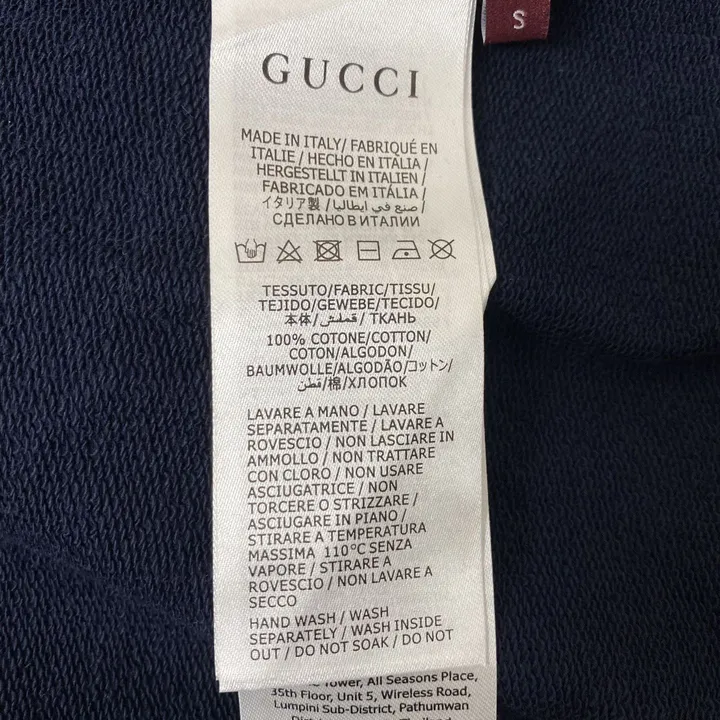 S
GUCCI
MADE IN ITALY/ FABRIQUÉ EN
ITALIE / HECHO EN ITALIA /
HERGESTELLT IN ITALIEN /
FABRICADO EM ITÁLIA /
イタリア製 / صنع في ايطاليا /
СДЕЛАНО В ИТАЛИИ
TESSUTO/FABRIC/TISSU/
TEJIDO/GEWEBE/TECIDO/
本体/قملش/ ТКАНЬ
100% COTONE/COTTON/
COTON/ALGODON/
BAUMWOLLE/ALGODÃO/コットン/
قطن/棉/ХЛОПОК
LAVARE A MANO / LAVARE
SEPARATAMENTE / LAVARE A
ROVESCIO / NON LASCIARE IN
AMMOLLO / NON TRATTARE
CON CLORO / NON USARE
ASCIUGATRICE / NON
TORCERE O STRIZZARE /
ASCIUGARE IN PIANO /
STIRARE A TEMPERATURA
MASSIMA 110°C SENZA
VAPORE / STIRARE A
ROVESCIO / NON LAVARE A
SECCO
HAND WASH / WASH
SEPARATELY / WASH INSIDE
OUT / DO NOT SOAK / DO NOT
Tower, All Seasons Place,
35th Floor, Unit 5, Wireless Road,
Lumpini Sub-District, Pathumwan